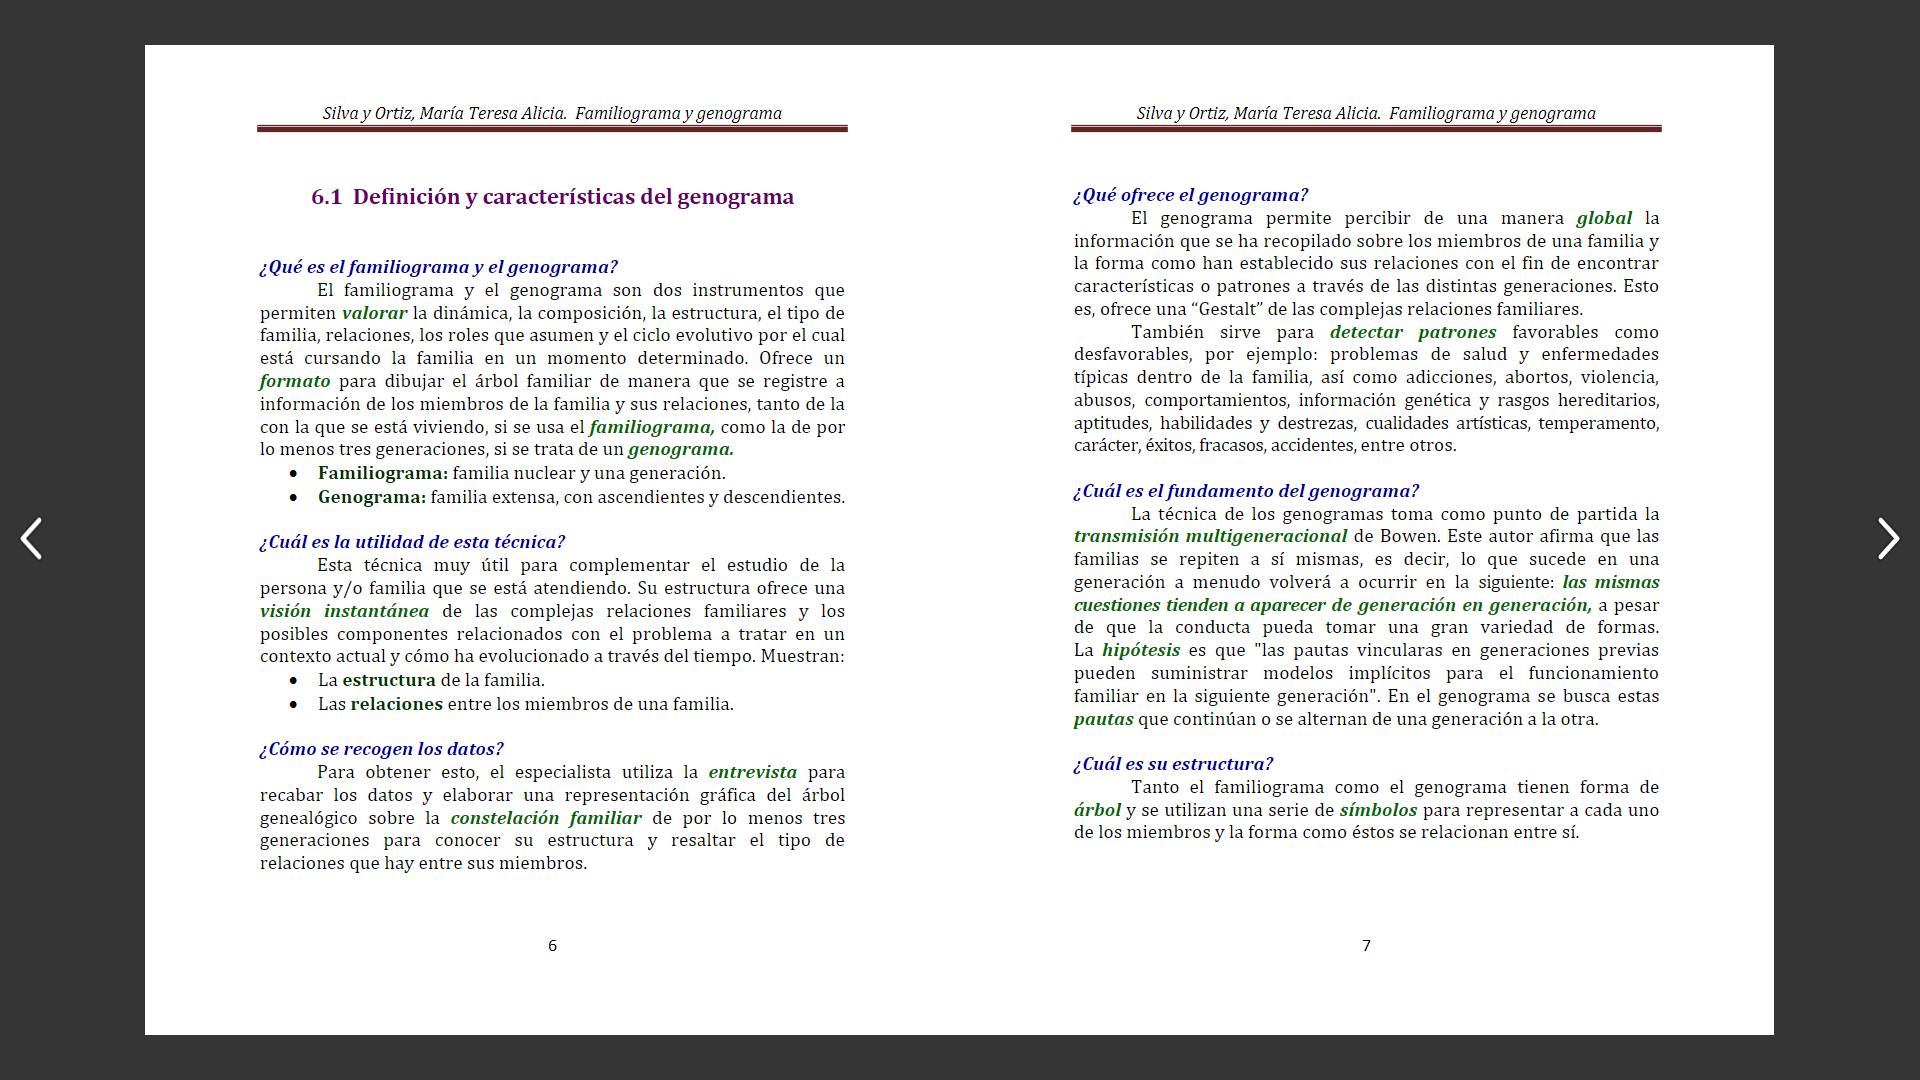 Silva y Ortiz, María Teresa Alicia.  Familiograma y genograma
6.1  Definición y características del genograma
¿Qué es el familiograma y el genograma?
El familiograma y el genograma son dos instrumentos que
permiten valorar la dinámica, la composición, la estructura, el tipo de
familia, relaciones, los roles que asumen y el ciclo evolutivo por el cual
está cursando la familia en un momento determinado. Ofrece un
formato para dibujar el árbol familiar de manera que se registre a
información de los miembros de la familia y sus relaciones, tanto de la
con la que se está viviendo, si se usa el familiograma, como la de por
lo menos tres generaciones, si se trata de un genograma.
• Familiograma: familia nuclear y una generación.
• Genograma: familia extensa, con ascendientes y descendientes.
¿Cuál es la utilidad de esta técnica?
Esta técnica muy útil para complementar el estudio de la
persona y/o familia que se está atendiendo. Su estructura ofrece una
visión instantánea de las complejas relaciones familiares y los
posibles componentes relacionados con el problema a tratar en un
contexto actual y cómo ha evolucionado a través del tiempo. Muestran:
• La estructura de la familia.
• Las relaciones entre los miembros de una familia.
¿Cómo se recogen los datos?
Para obtener esto, el especialista utiliza la entrevista para
recabar los datos y elaborar una representación gráfica del árbol
genealógico sobre la constelación familiar de por lo menos tres
generaciones para conocer su estructura y resaltar el tipo de
relaciones que hay entre sus miembros.
6
Silva y Ortiz, María Teresa Alicia.  Familiograma y genograma
¿Qué ofrece el genograma?
El genograma permite percibir de una manera global la
información que se ha recopilado sobre los miembros de una familia y
la forma como han establecido sus relaciones con el fin de encontrar
características o patrones a través de las distintas generaciones. Esto
es, ofrece una “Gestalt” de las complejas relaciones familiares.
También sirve para detectar patrones favorables como
desfavorables, por ejemplo: problemas de salud y enfermedades
típicas dentro de la familia, así como adicciones, abortos, violencia,
abusos, comportamientos, información genética y rasgos hereditarios,
aptitudes, habilidades y destrezas, cualidades artísticas, temperamento,
carácter, éxitos, fracasos, accidentes, entre otros.
¿Cuál es el fundamento del genograma?
La técnica de los genogramas toma como punto de partida la
transmisión multigeneracional de Bowen. Este autor afirma que las
familias se repiten a sí mismas, es decir, lo que sucede en una
generación a menudo volverá a ocurrir en la siguiente: las mismas
cuestiones tienden a aparecer de generación en generación, a pesar
de que la conducta pueda tomar una gran variedad de formas.
La hipótesis es que "las pautas vincularas en generaciones previas
pueden suministrar modelos implícitos para el funcionamiento
familiar en la siguiente generación". En el genograma se busca estas
pautas que continúan o se alternan de una generación a la otra.
¿Cuál es su estructura?
Tanto el familiograma como el genograma tienen forma de
árbol y se utilizan una serie de símbolos para representar a cada uno
de los miembros y la forma como éstos se relacionan entre sí.
7